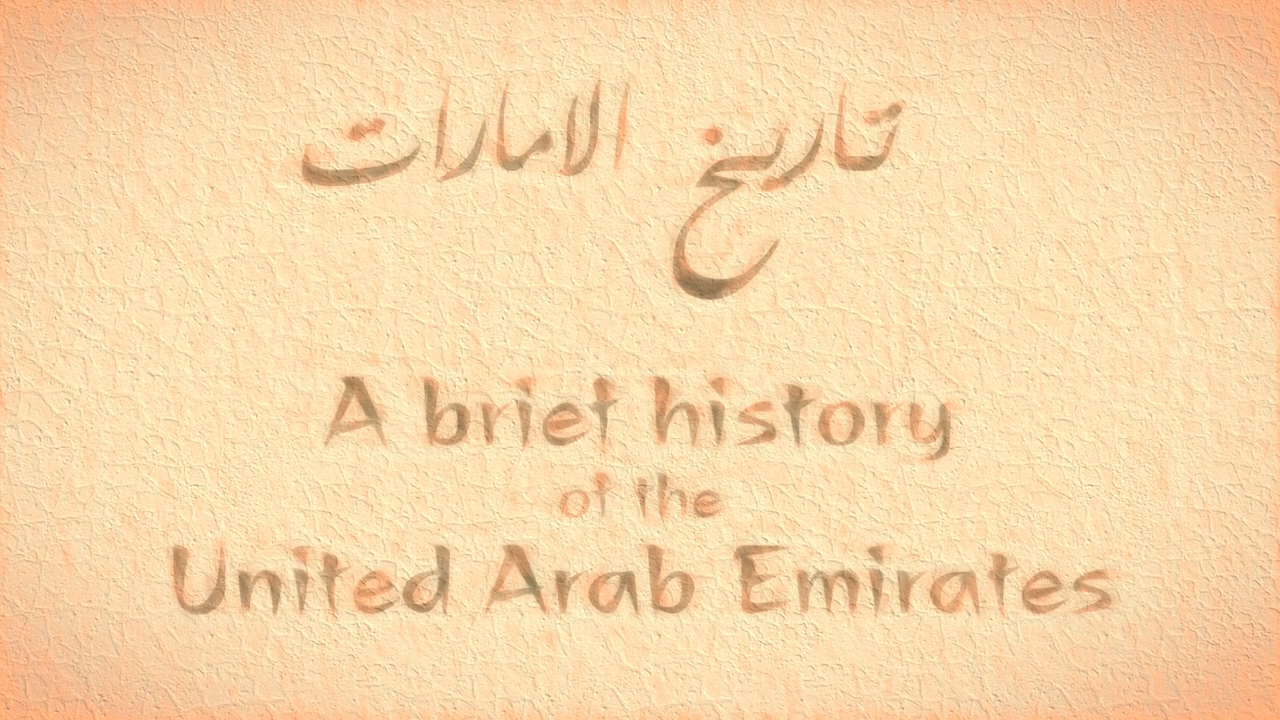 تاريخ الامارات
A brief history
of the
United Arab Emirates